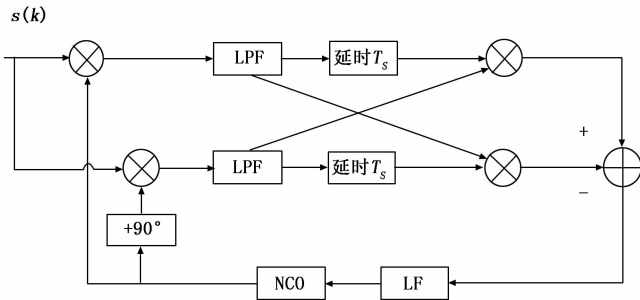 s(k)
LPF
延时Ts
+
LPF
延时Ts
−
+90°
NCO
LF